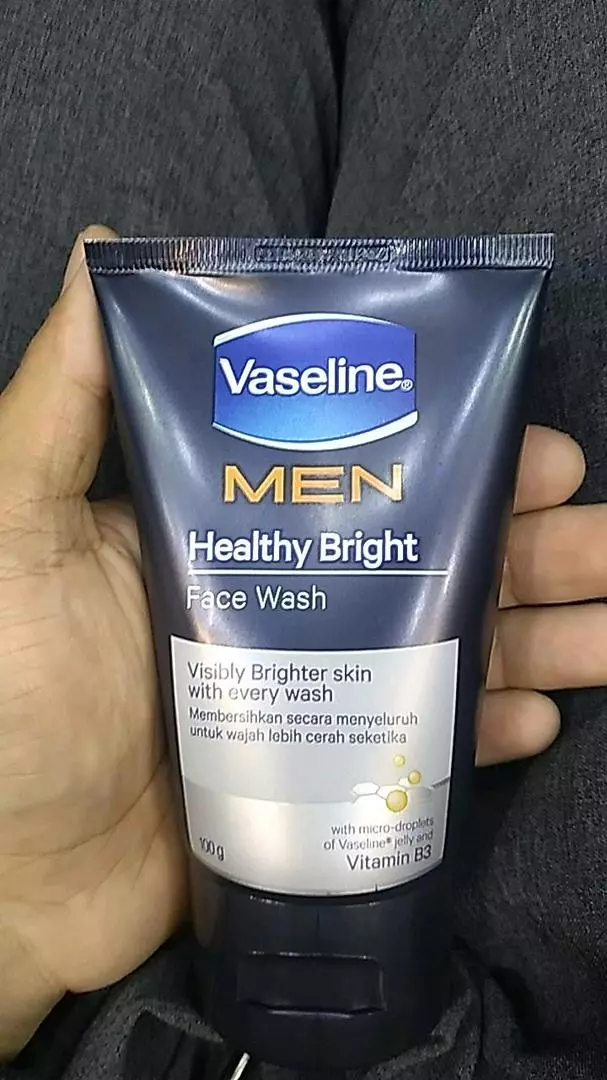 Vaseline®
MEN
Healthy Bright
Face Wash
Visibly Brighter skin
with every wash
Membersihkan secara menyeluruh
untuk wajah lebih cerah seketika
with micro-droplets
of Vaseline® jelly and
Vitamin B3
100 g